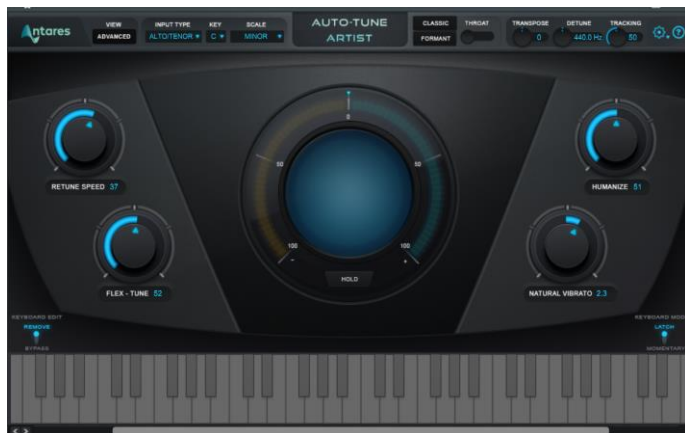 Antares
VIEW
ADVANCED
INPUT TYPE KEY SCALE
ALTO/TENOR C MINOR
AUTO-TUNE
ARTIST
CLASSIC THROAT
FORMANT
TRANSPOSE DETUNE TRACKING
0 440.0 Hz 50
?
0
50 50
100 100
- +
HOLD
RETUNE SPEED 37
FLEX - TUNE 52
HUMANIZE 51
NATURAL VIBRATO 2.3
KEYBOARD EDIT
REMOVE
BYPASS
KEYBOARD MOD
LATCH
MOMENTARY